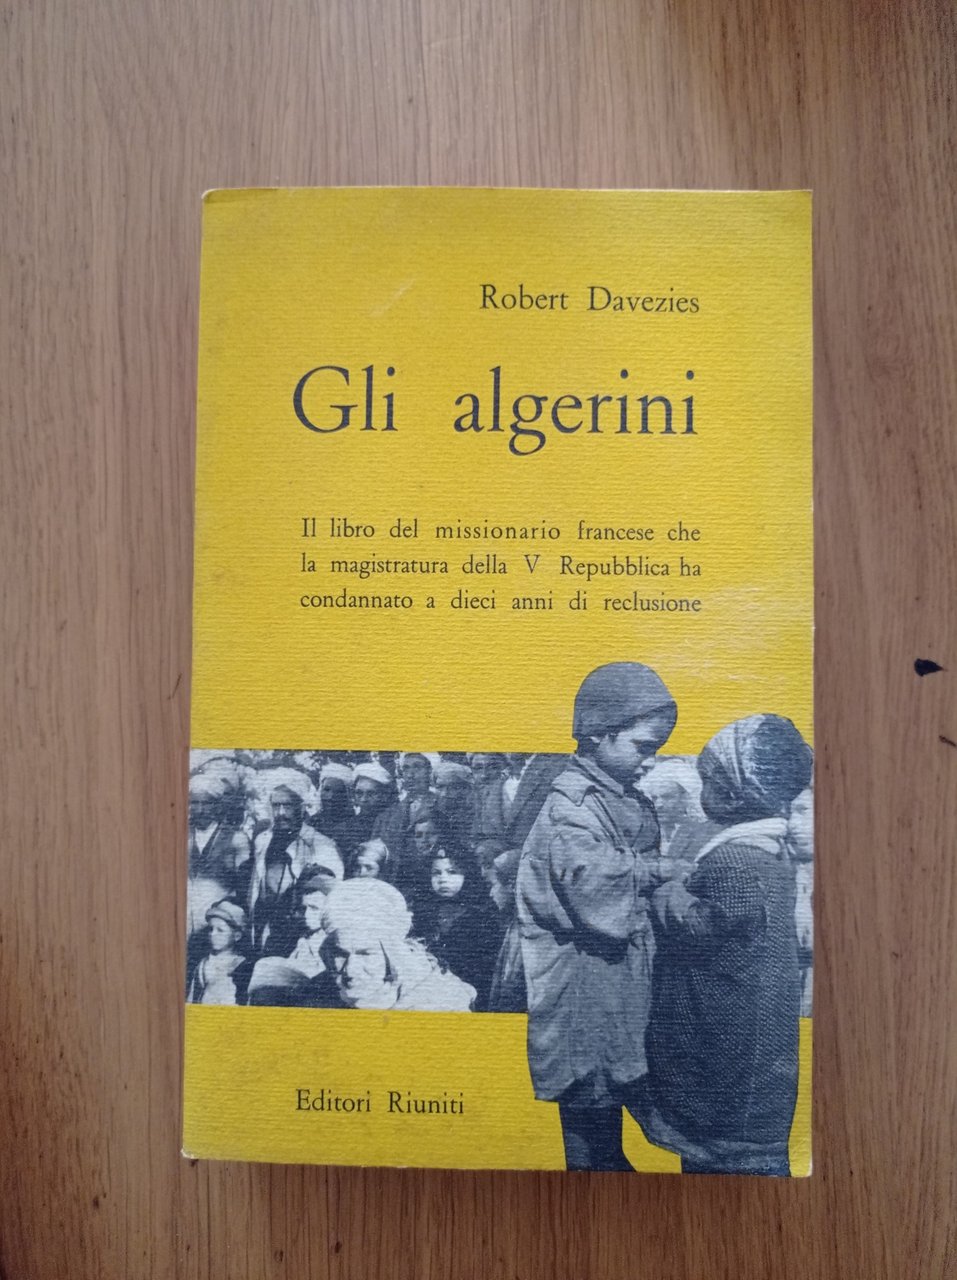 Robert Davezies
Gli algerini
Il libro del missionario francese che
la magistratura della V Repubblica ha
condannato a dieci anni di reclusione
Editori Riuniti